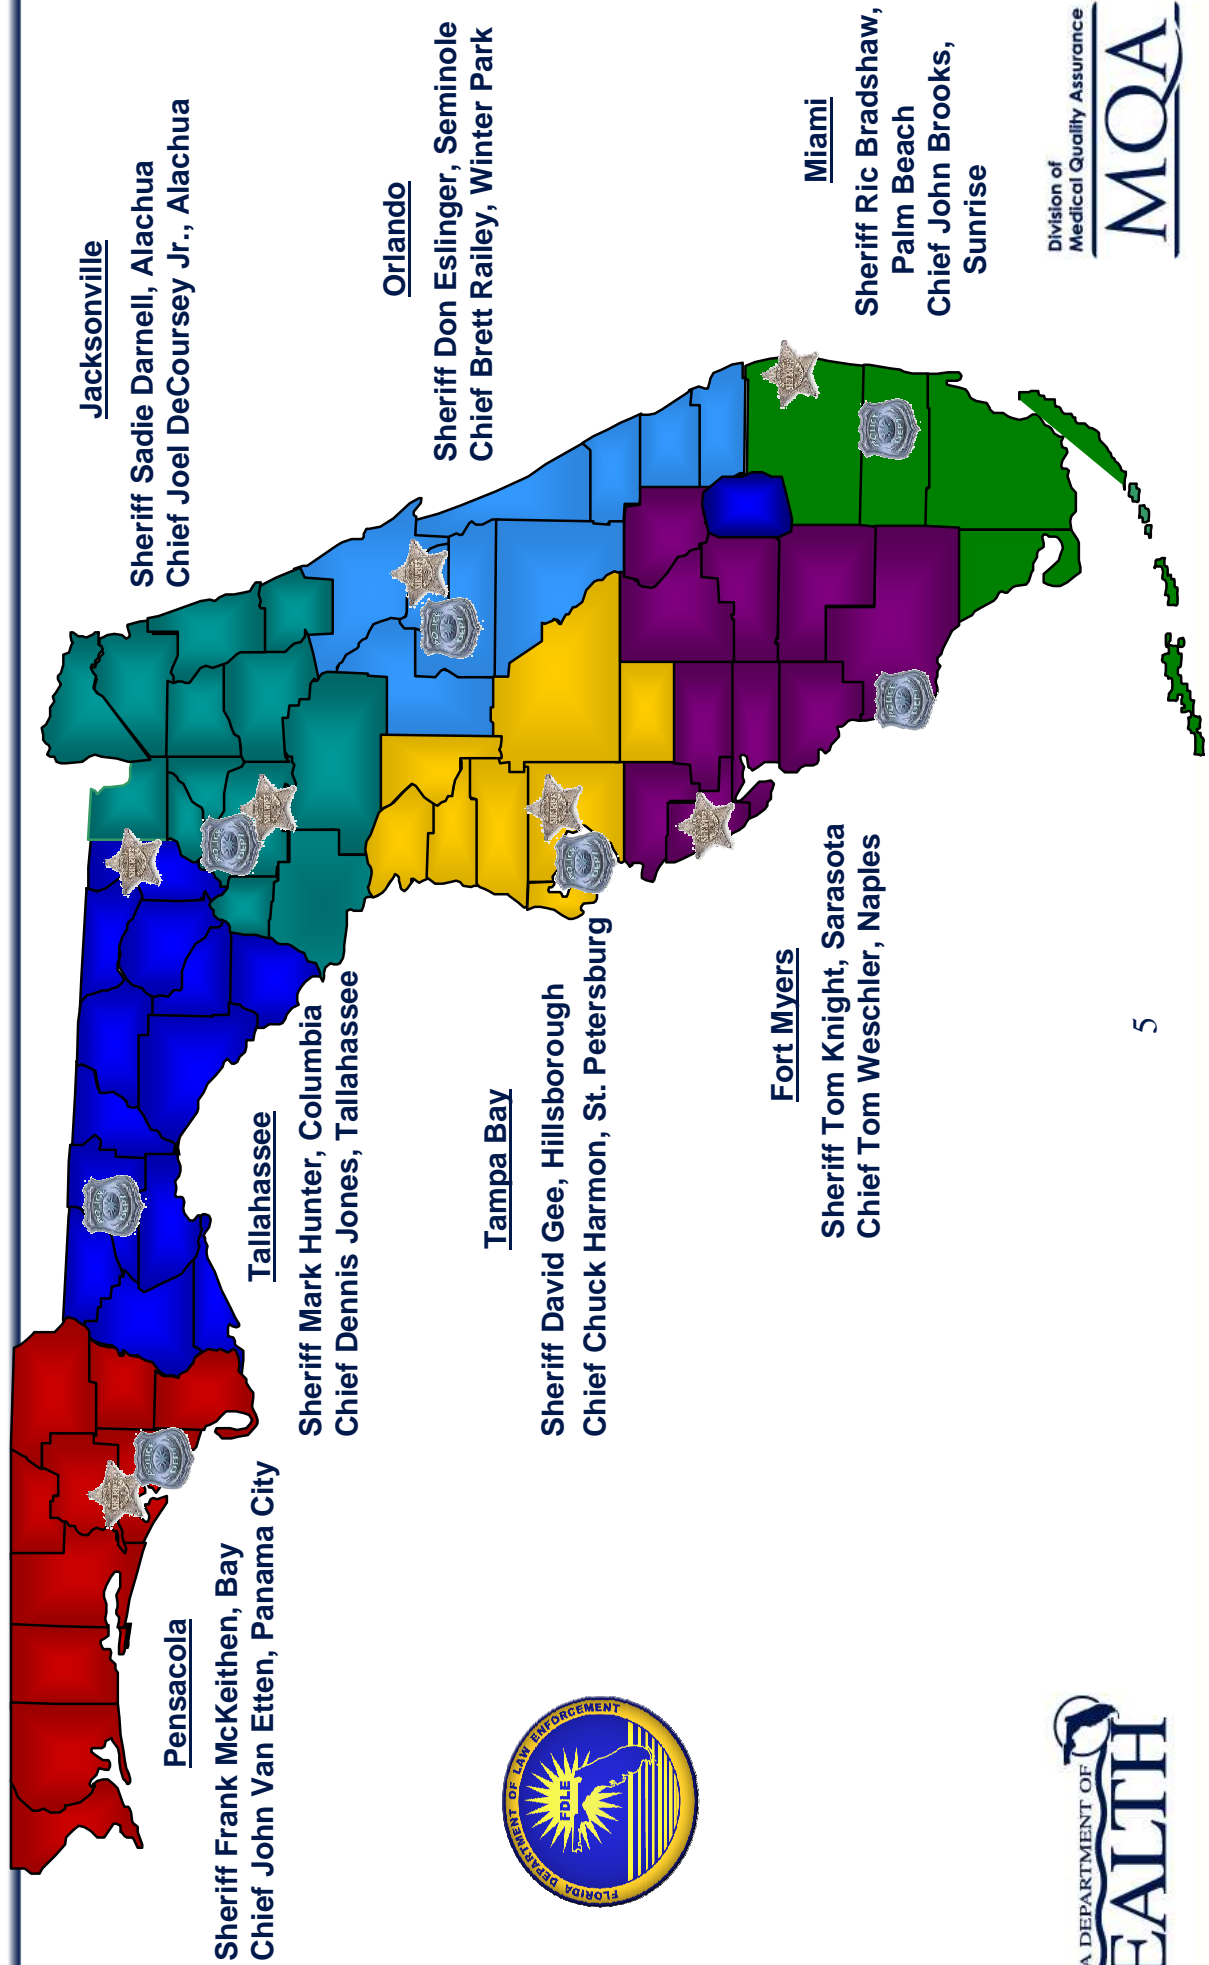 Pensacola
Sheriff Frank McKeithen, Bay
Chief John Van Etten, Panama City
Tallahassee
Sheriff Mark Hunter, Columbia
Chief Dennis Jones, Tallahassee
Jacksonville
Sheriff Sadie Darnell, Alachua
Chief Joel DeCoursey Jr., Alachua
Orlando
Sheriff Don Eslinger, Seminole
Chief Brett Railey, Winter Park
Tampa Bay
Sheriff David Gee, Hillsborough
Chief Chuck Harmon, St. Petersburg
Fort Myers
Sheriff Tom Knight, Sarasota
Chief Tom Weschler, Naples
Miami
Sheriff Ric Bradshaw,
Palm Beach
Chief John Brooks,
Sunrise
FLORIDA DEPARTMENT OF LAW ENFORCEMENT
FDLE
A DEPARTMENT OF
EALTH
5
Division of
Medical Quality Assurance
MQA